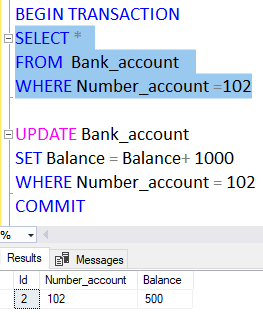 BEGIN TRANSACTION
SELECT *
FROM Bank_account
WHERE Number_account =102
UPDATE Bank_account
SET Balance = Balance+ 1000
WHERE Number_account = 102
COMMIT
%
Results Messages
Id Number_account Balance
2 102 500